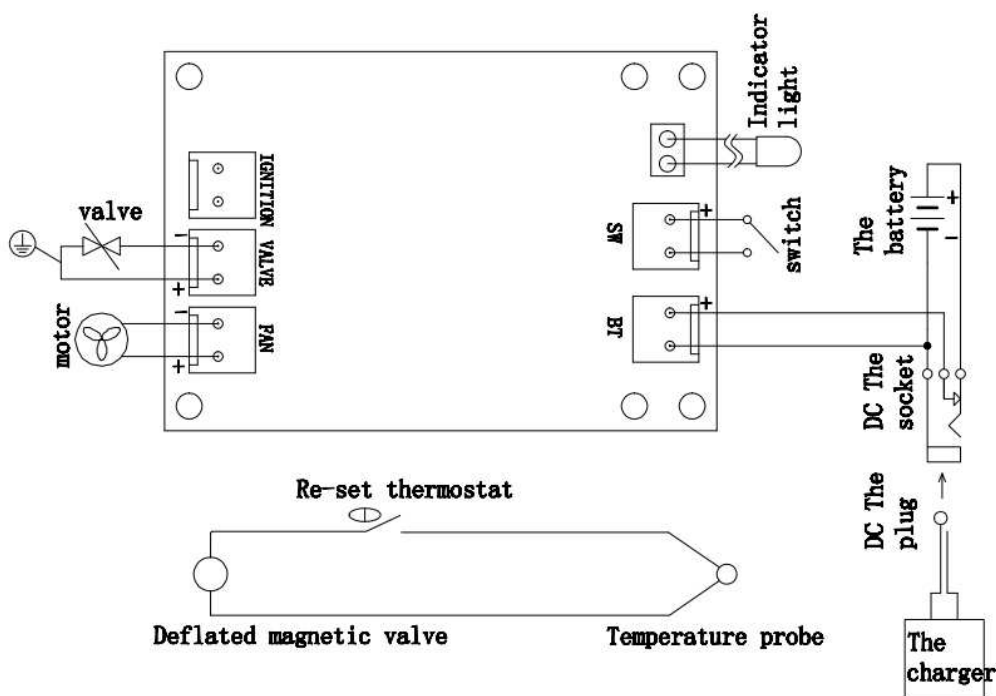 Indicator
light
IGNITION
valve
VALVE
-
+
SW
+
switch
The
battery
+
-
motor
FAN
-
+
BT
+
DC The
socket
Re-set thermostat
DC The
plug
Deflated magnetic valve
Temperature probe
The
charger